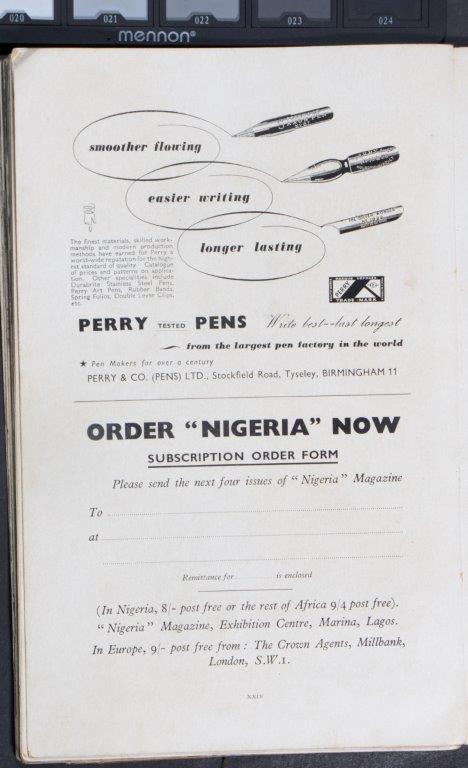 020 021 022 023 024
mennon®
smoother flowing
easier writing
longer lasting
The finest materials, skilled work-
manship and modern production
methods have earned for Perry a
world-wide reputation for the high-
est standard of quality. Catalogue
of prices and patterns on applica-
tion. Other specialities include
Durabrite Stainless Steel Pens,
Perry Art Pens, Rubber Bands,
Spring Folios, Double Lever Clips,
etc.
PERRY
TRADE MARK
PERRY TESTED PENS Write best—last longest
from the largest pen factory in the world
★ Pen Makers for over a century
PERRY & CO. (PENS) LTD., Stockfield Road, Tyseley, BIRMINGHAM 11
ORDER “NIGERIA” NOW
SUBSCRIPTION ORDER FORM
Please send the next four issues of “Nigeria” Magazine
To
at
Remittance for is enclosed
(In Nigeria, 8/- post free or the rest of Africa 9/4 post free).
“Nigeria” Magazine, Exhibition Centre, Marina, Lagos.
In Europe, 9/- post free from : The Crown Agents, Millbank,
London, S.W.1.
xxiv